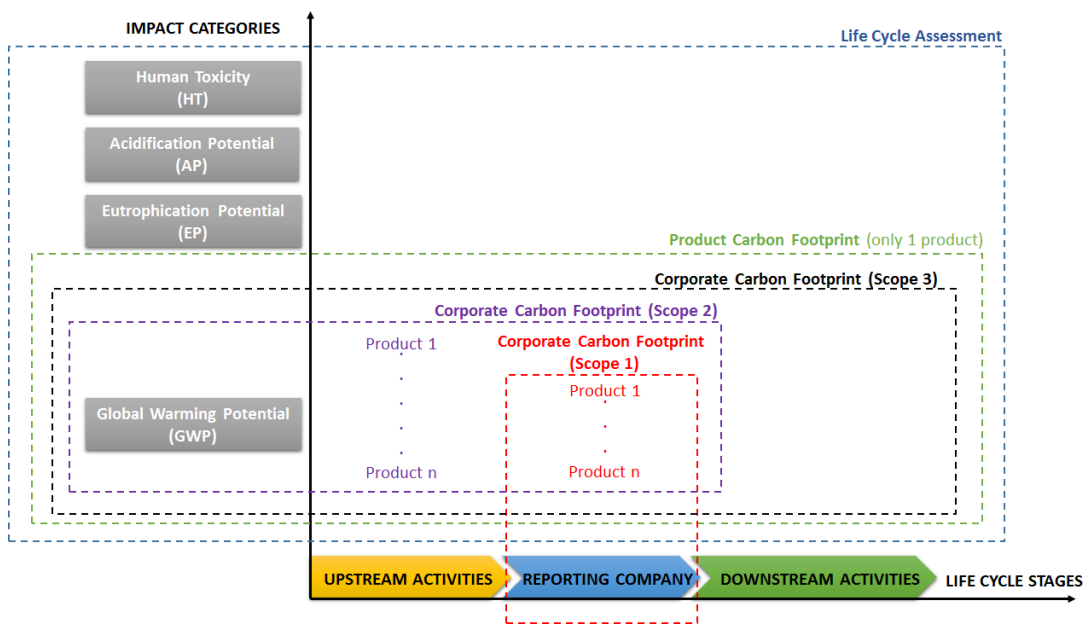 IMPACT CATEGORIES
Life Cycle Assessment
Human Toxicity
(HT)
Acidification Potential
(AP)
Eutrophication Potential
(EP)
Product Carbon Footprint (only 1 product)
Corporate Carbon Footprint (Scope 3)
Corporate Carbon Footprint (Scope 2)
Product 1
Corporate Carbon Footprint
(Scope 1)
Product 1
Global Warming Potential
(GWP)
Product n
Product n
UPSTREAM ACTIVITIES
REPORTING COMPANY
DOWNSTREAM ACTIVITIES
LIFE CYCLE STAGES